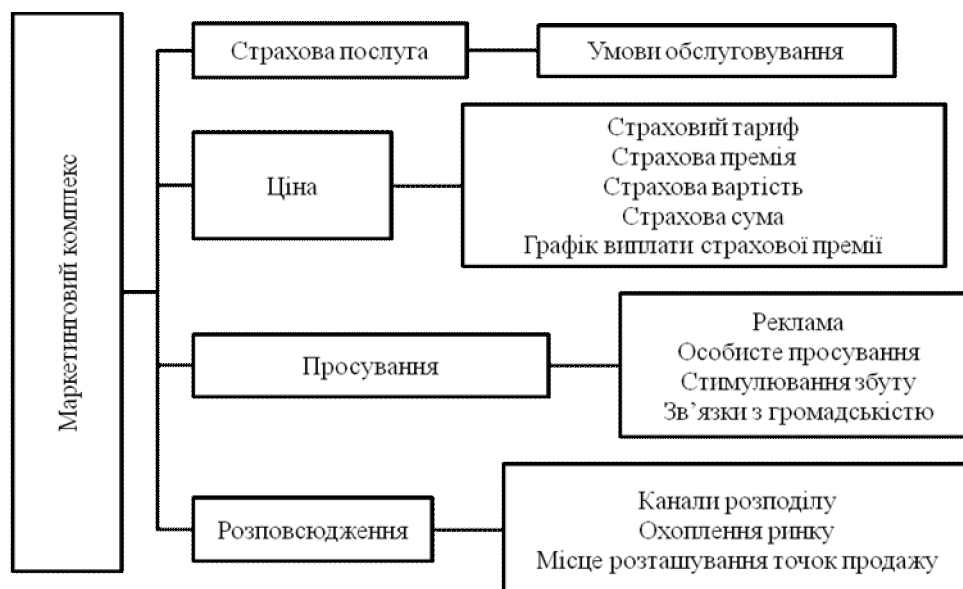 Маркетинговий комплекс
Страхова послуга
Умови обслуговування
Ціна
Страховий тариф
Страхова премія
Страхова вартість
Страхова сума
Графік виплати страхової премії
Просування
Реклама
Особисте просування
Стимулювання збуту
Зв’язки з громадськістю
Розповсюдження
Канали розподілу
Охоплення ринку
Місце розташування точок продажу